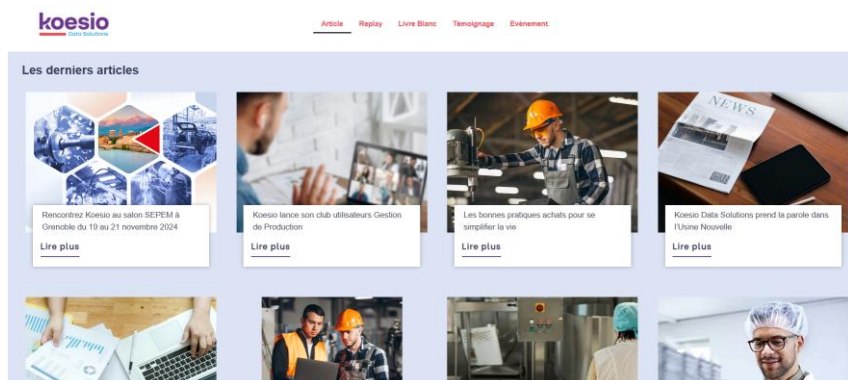 koesio
Data Solutions
Article Replay Livre Blanc Témoignage Evènement
Les derniers articles
NEWS
Rencontrez Koesio au salon SEPEM à
Grenoble du 19 au 21 novembre 2024
Lire plus
Koesio lance son club utilisateurs Gestion
de Production
Lire plus
Les bonnes pratiques achats pour se
simplifier la vie
Lire plus
Koesio Data Solutions prend la parole dans
l'Usine Nouvelle
Lire plus